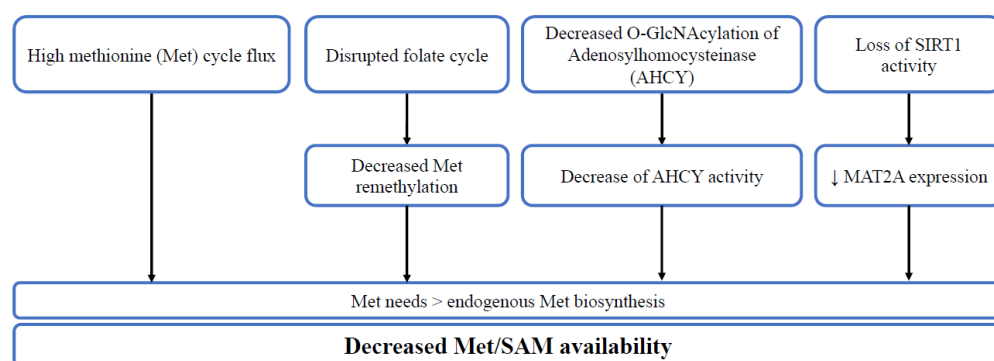 High methionine (Met) cycle flux
Disrupted folate cycle
Decreased O-GlcNAcylation of
Adenosylhomocysteinase
(AHCY)
Loss of SIRT1
activity
Decreased Met
remethylation
Decrease of AHCY activity
↓ MAT2A expression
Met needs > endogenous Met biosynthesis
Decreased Met/SAM availability